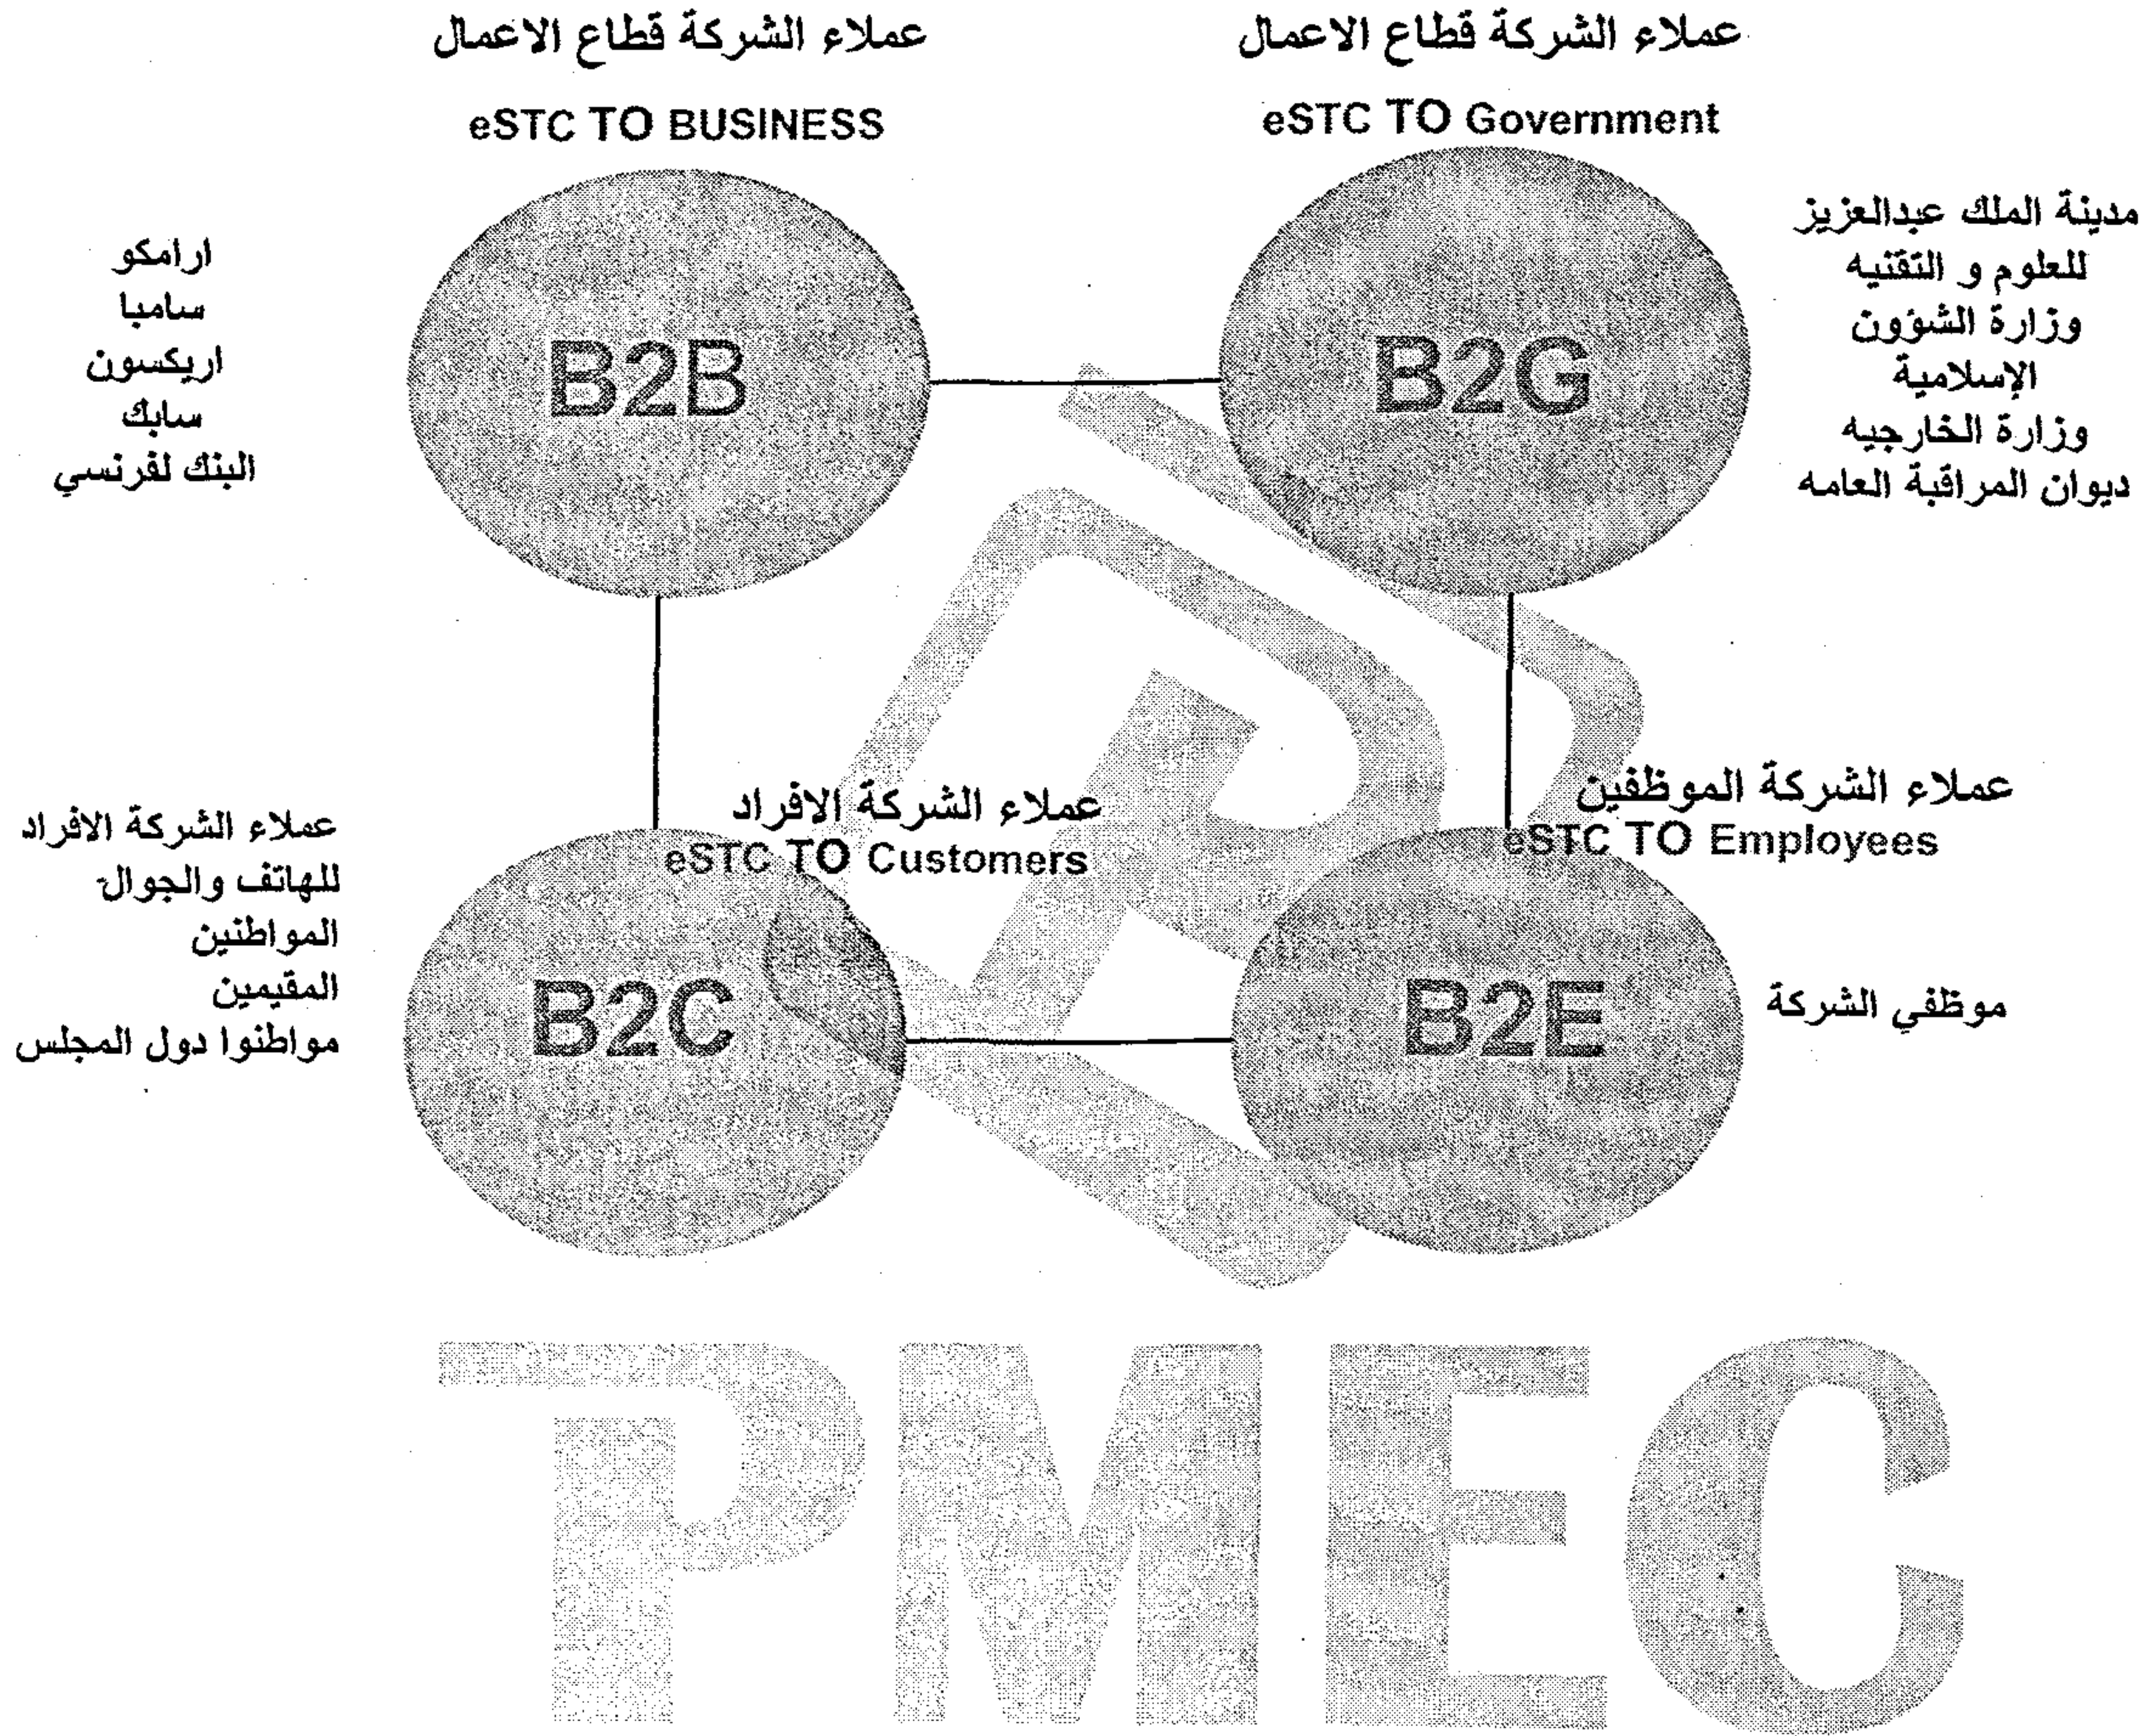 عملاء الشركة قطاع الاعمال
eSTC TO BUSINESS
B2B
ارامكو
سامبا
اريكسون
سابك
البنك لفرنسي
عملاء الشركة قطاع الاعمال
eSTC TO Government
B2G
مدينة الملك عبدالعزيز
للعلوم و التقنيه
وزارة الشؤون
الإسلامية
وزارة الخارجيه
ديوان المراقبة العامه
عملاء الشركة الافراد
eSTC TO Customers
B2C
عملاء الشركة الافراد
للهاتف والجوال
المواطنين
المقيمين
مواطنوا دول المجلس
عملاء الشركة الموظفين
eSTC TO Employees
B2E
موظفي الشركة
PMEC